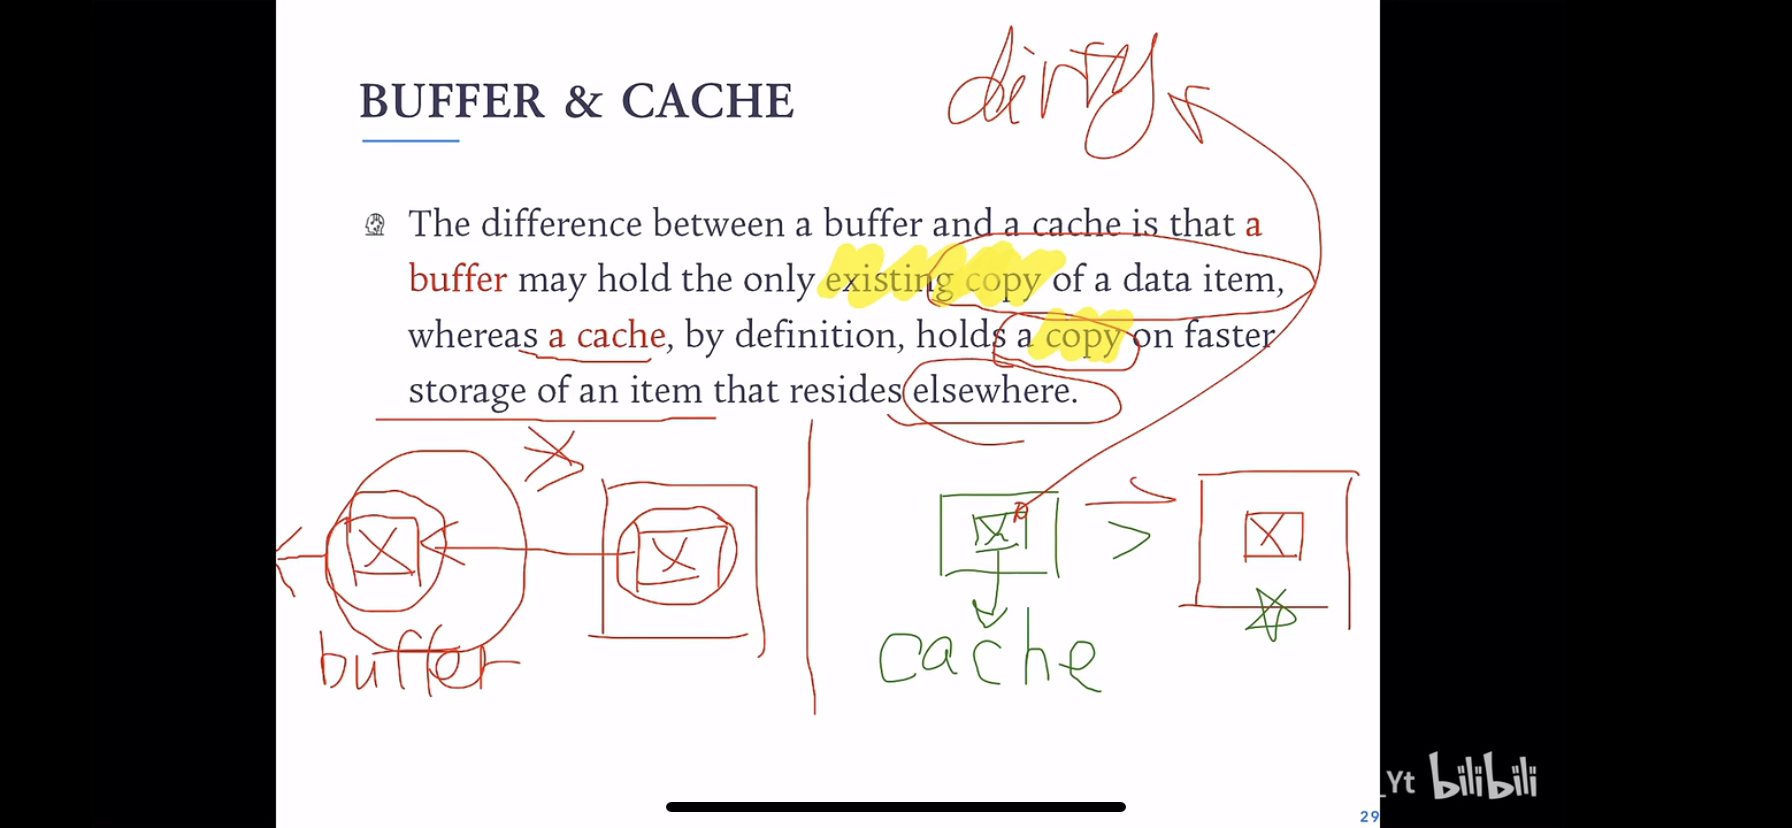 dirty
BUFFER & CACHE
The difference between a buffer and a cache is that a
buffer may hold the only existing copy of a data item,
whereas a cache, by definition, holds a copy on faster
storage of an item that resides elsewhere.
X
X
X
X
buffer
cache
_Yt bilibili
29